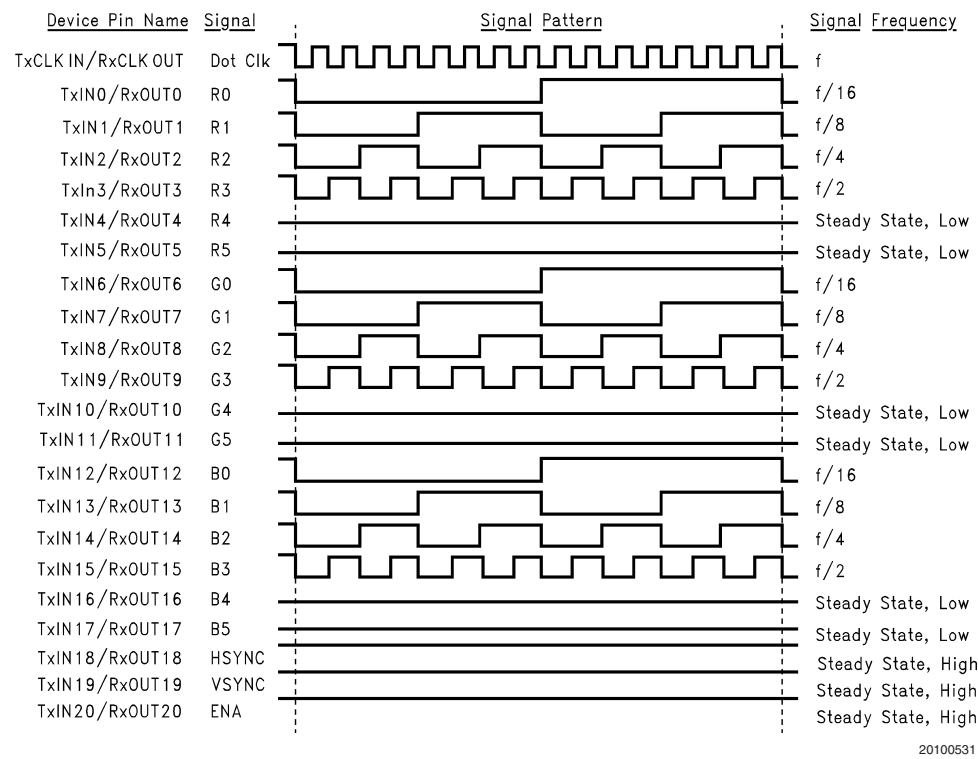 Device Pin Name Signal Signal Pattern Signal Frequency
TxCLK IN/RxCLK OUT Dot Clk f
TxIN0/RxOUT0 R0 f/16
TxIN1/RxOUT1 R1 f/8
TxIN2/RxOUT2 R2 f/4
TxIn3/RxOUT3 R3 f/2
TxIN4/RxOUT4 R4 Steady State, Low
TxIN5/RxOUT5 R5 Steady State, Low
TxIN6/RxOUT6 G0 f/16
TxIN7/RxOUT7 G1 f/8
TxIN8/RxOUT8 G2 f/4
TxIN9/RxOUT9 G3 f/2
TxIN10/RxOUT10 G4 Steady State, Low
TxIN11/RxOUT11 G5 Steady State, Low
TxIN12/RxOUT12 B0 f/16
TxIN13/RxOUT13 B1 f/8
TxIN14/RxOUT14 B2 f/4
TxIN15/RxOUT15 B3 f/2
TxIN16/RxOUT16 B4 Steady State, Low
TxIN17/RxOUT17 B5 Steady State, Low
TxIN18/RxOUT18 HSYNC Steady State, High
TxIN19/RxOUT19 VSYNC Steady State, High
TxIN20/RxOUT20 ENA Steady State, High
20100531